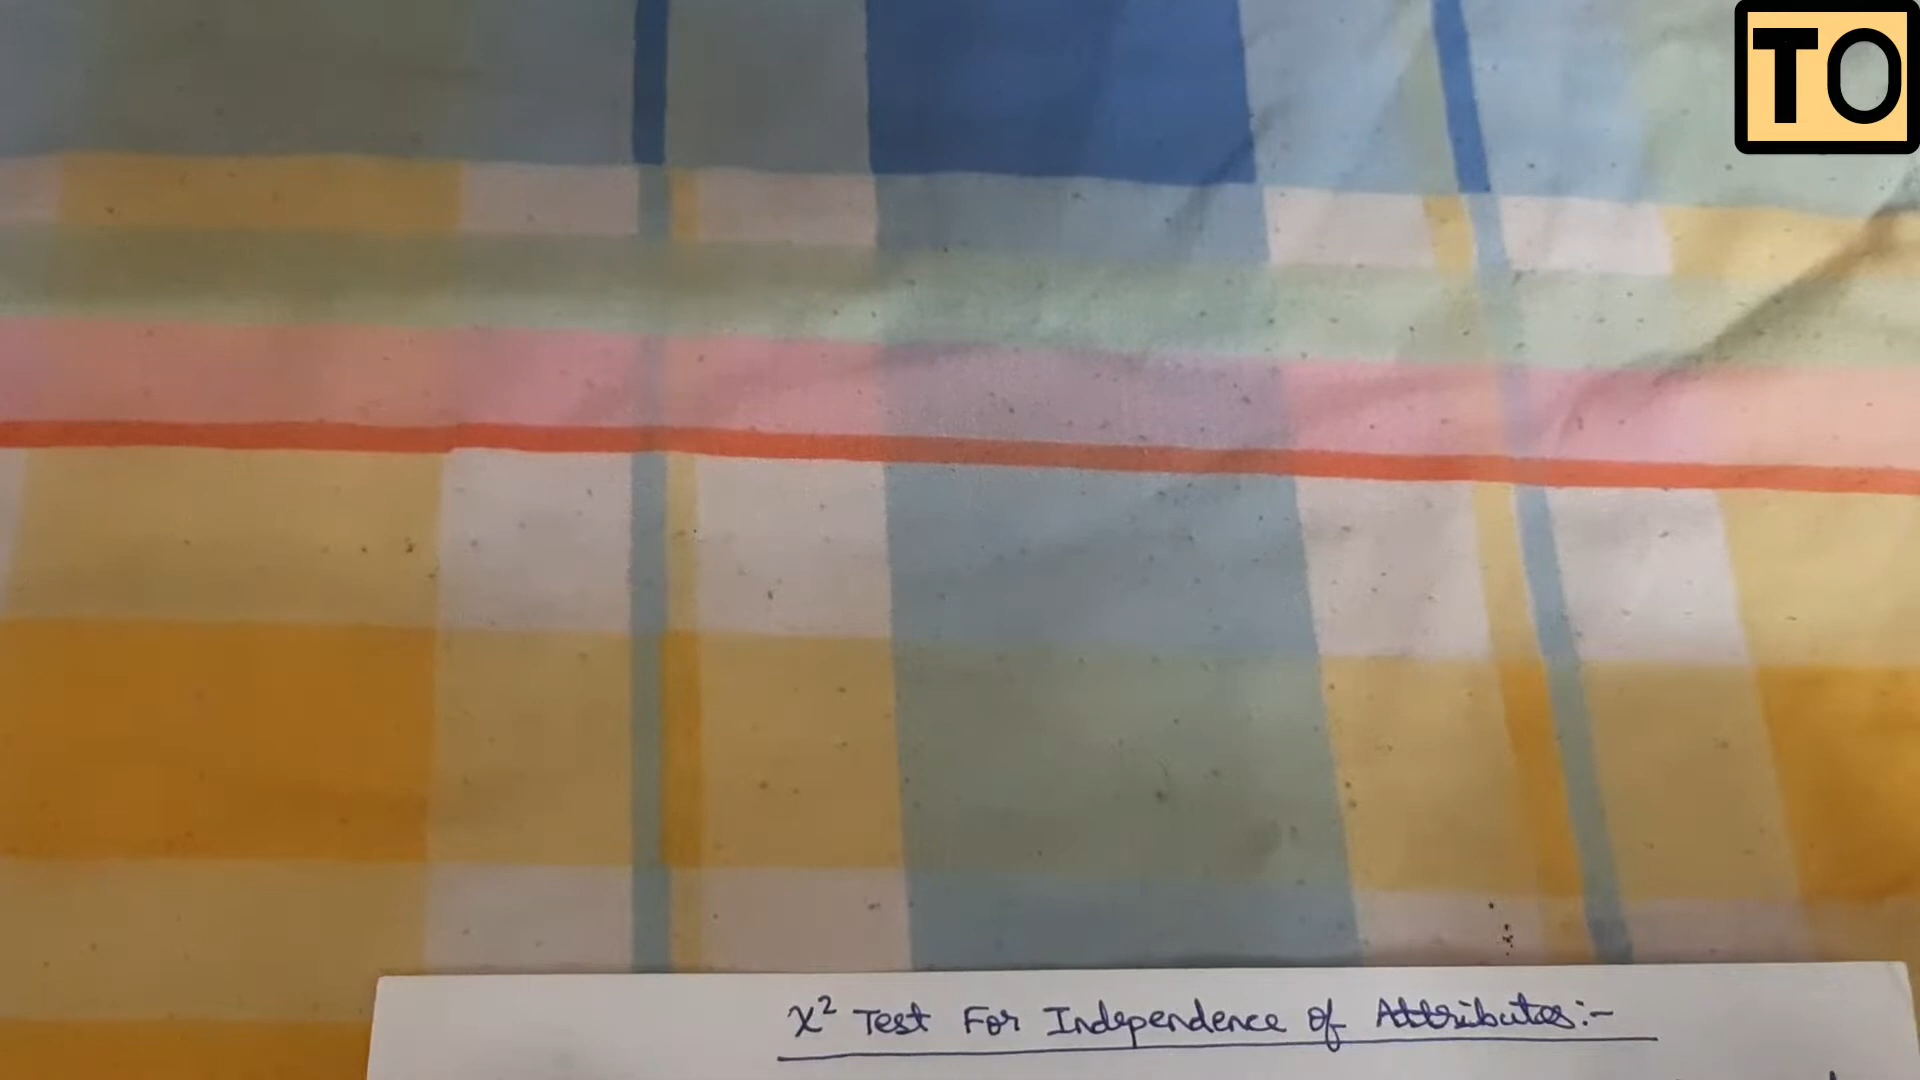 TO
χ² Test For Independence of Attributes:-